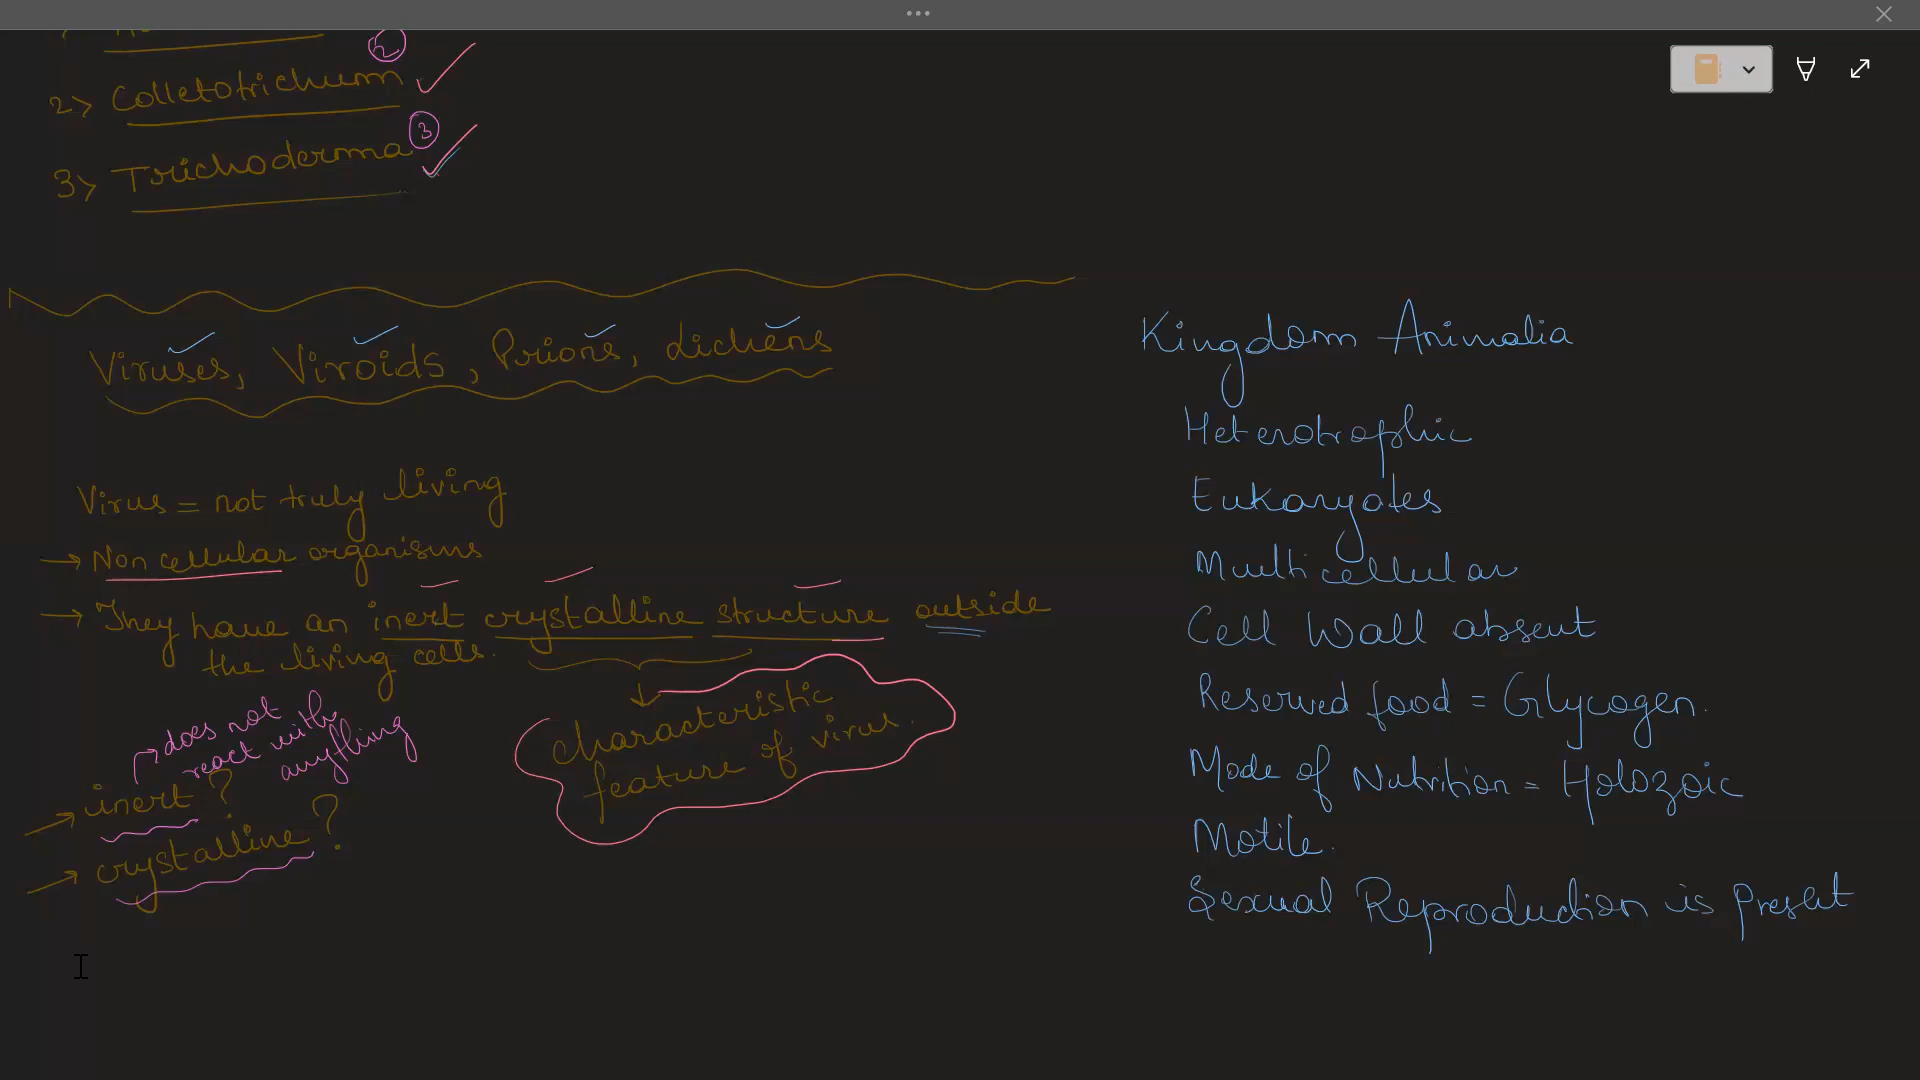 2> Colletotrichum
2
3> Trichoderma
3
Viruses, Viroids, Prions, Lichens
Virus = not truly living
→ Non cellular organisms
→ They have an inert crystalline structure outside
the living cells.
characteristic
feature of virus.
does not
react with
anything
→ inert ?
→ crystalline ?
Kingdom Animalia
Heterotrophic
Eukaryotes
Multicellular
Cell Wall absent
Reserved food = Glycogen.
Mode of Nutrition = Holozoic
Motile.
Sexual Reproduction is Present